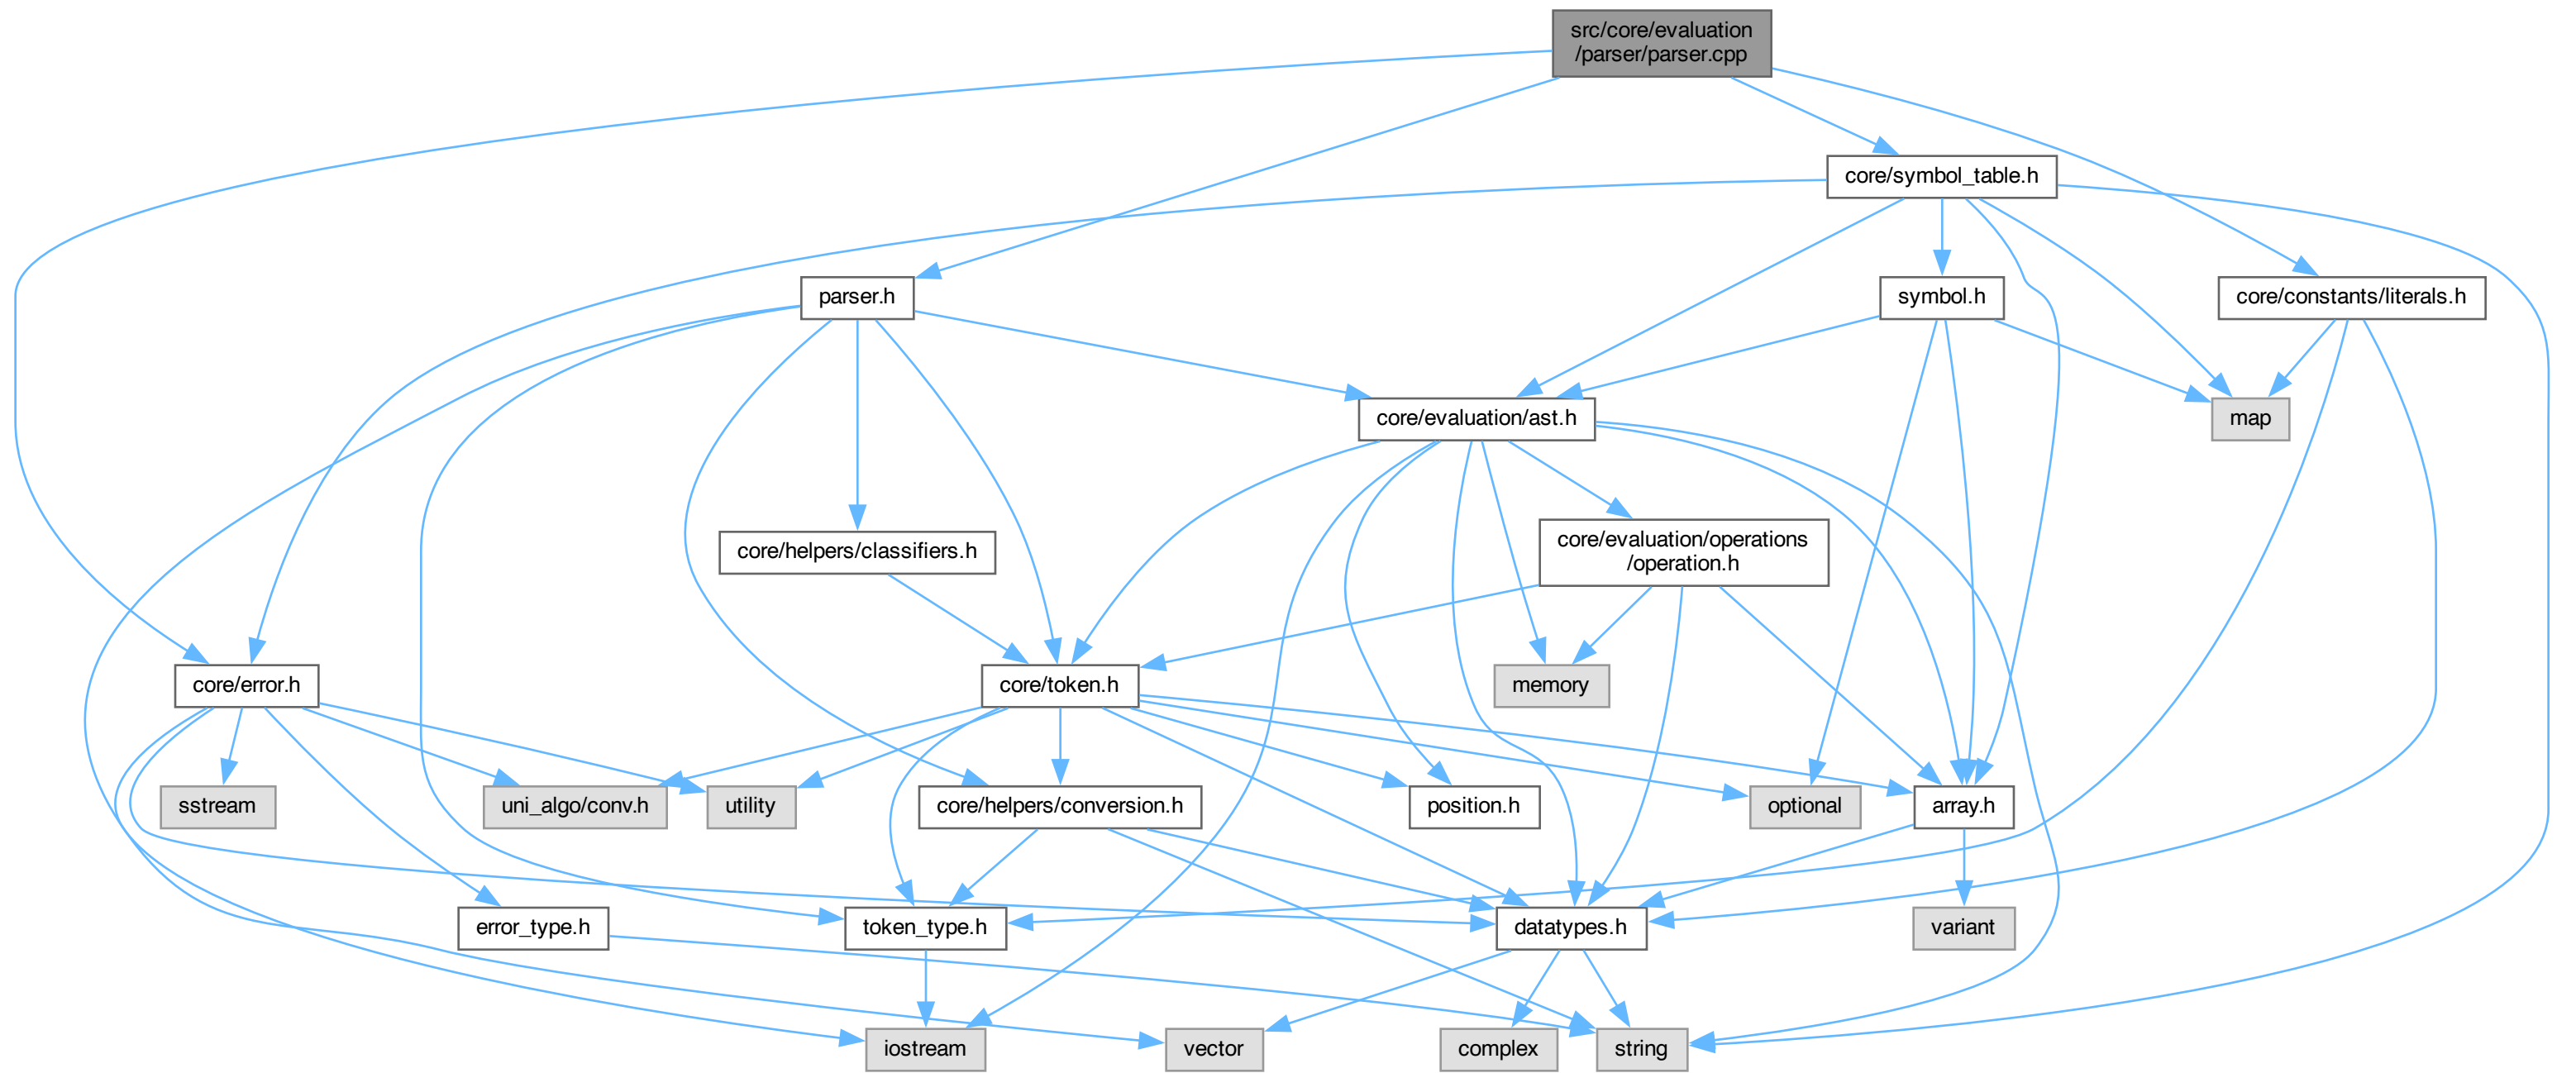 src/core/evaluation
/parser/parser.cpp
core/symbol_table.h
parser.h
symbol.h
core/constants/literals.h
core/evaluation/ast.h
map
core/helpers/classifiers.h
core/evaluation/operations
/operation.h
core/error.h
core/token.h
memory
sstream
uni_algo/conv.h
utility
core/helpers/conversion.h
position.h
optional
array.h
error_type.h
token_type.h
datatypes.h
variant
iostream
vector
complex
string